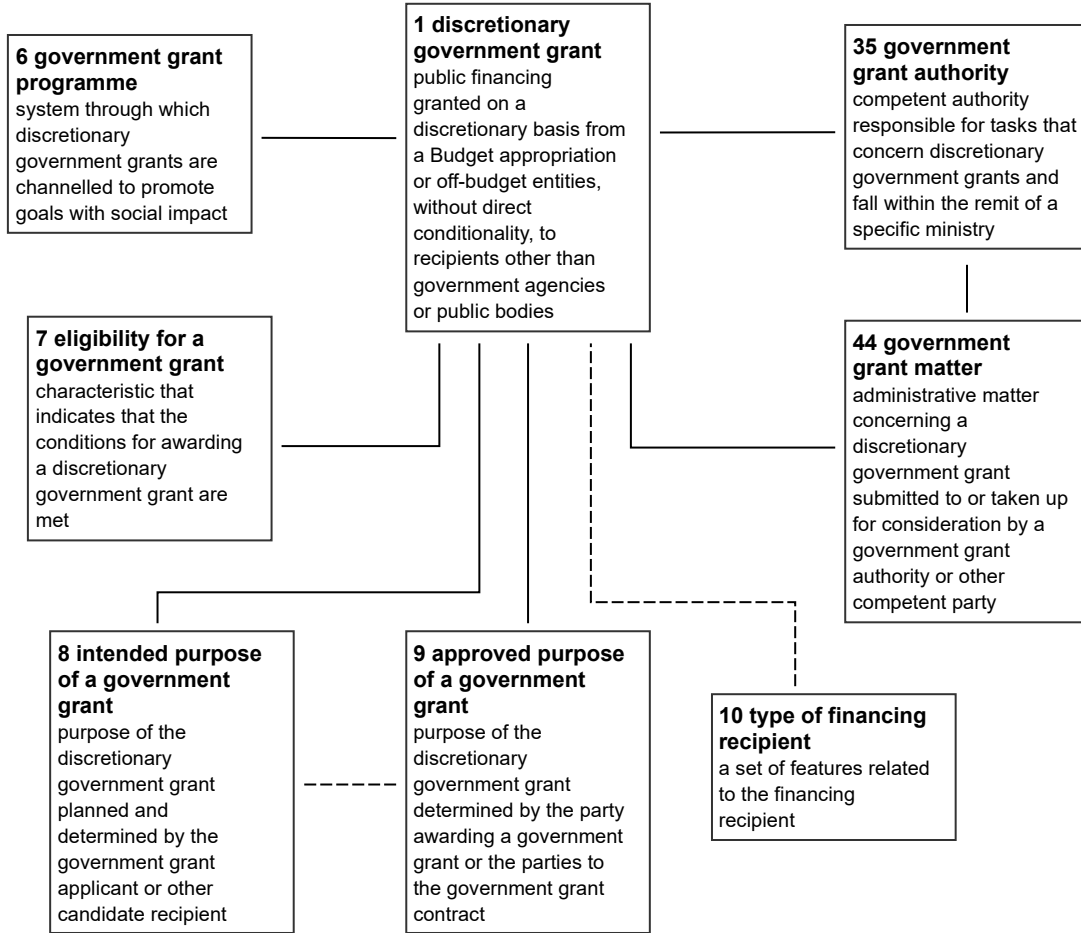 6 government grant
programme
system through which
discretionary
government grants are
channelled to promote
goals with social impact
1 discretionary
government grant
public financing
granted on a
discretionary basis from
a Budget appropriation
or off-budget entities,
without direct
conditionality, to
recipients other than
government agencies
or public bodies
35 government
grant authority
competent authority
responsible for tasks that
concern discretionary
government grants and
fall within the remit of a
specific ministry
7 eligibility for a
government grant
characteristic that
indicates that the
conditions for awarding
a discretionary
government grant are
met
44 government
grant matter
administrative matter
concerning a
discretionary
government grant
submitted to or taken up
for consideration by a
government grant
authority or other
competent party
8 intended purpose
of a government
grant
purpose of the
discretionary
government grant
planned and
determined by the
government grant
applicant or other
candidate recipient
9 approved purpose
of a government
grant
purpose of the
discretionary
government grant
determined by the party
awarding a government
grant or the parties to
the government grant
contract
10 type of financing
recipient
a set of features related
to the financing
recipient